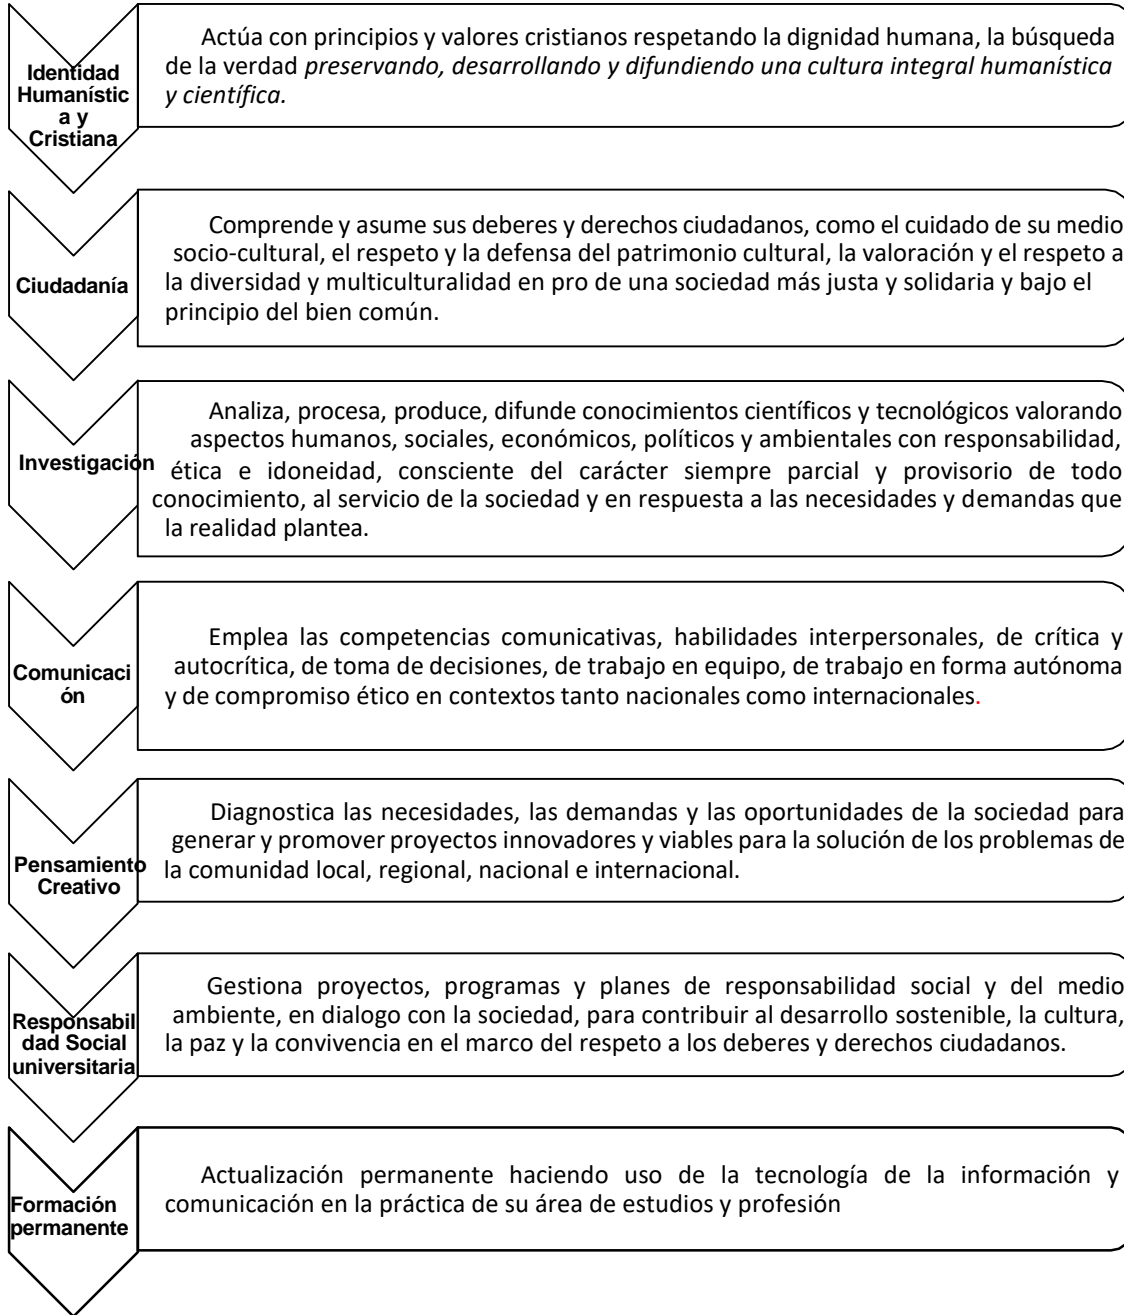 Identidad
Humanístic
a y
Cristiana
Actúa con principios y valores cristianos respetando la dignidad humana, la búsqueda
de la verdad preservando, desarrollando y difundiendo una cultura integral humanística
y científica.
Ciudadanía
Comprende y asume sus deberes y derechos ciudadanos, como el cuidado de su medio
socio-cultural, el respeto y la defensa del patrimonio cultural, la valoración y el respeto a
la diversidad y multiculturalidad en pro de una sociedad más justa y solidaria y bajo el
principio del bien común.
Investigación
Analiza, procesa, produce, difunde conocimientos científicos y tecnológicos valorando
aspectos humanos, sociales, económicos, políticos y ambientales con responsabilidad,
ética e idoneidad, consciente del carácter siempre parcial y provisorio de todo
conocimiento, al servicio de la sociedad y en respuesta a las necesidades y demandas que
la realidad plantea.
Comunicaci
ón
Emplea las competencias comunicativas, habilidades interpersonales, de crítica y
autocrítica, de toma de decisiones, de trabajo en equipo, de trabajo en forma autónoma
y de compromiso ético en contextos tanto nacionales como internacionales.
Pensamiento
Creativo
Diagnostica las necesidades, las demandas y las oportunidades de la sociedad para
generar y promover proyectos innovadores y viables para la solución de los problemas de
la comunidad local, regional, nacional e internacional.
Responsabil
dad Social
universitaria
Gestiona proyectos, programas y planes de responsabilidad social y del medio
ambiente, en dialogo con la sociedad, para contribuir al desarrollo sostenible, la cultura,
la paz y la convivencia en el marco del respeto a los deberes y derechos ciudadanos.
Formación
permanente
Actualización permanente haciendo uso de la tecnología de la información y
comunicación en la práctica de su área de estudios y profesión